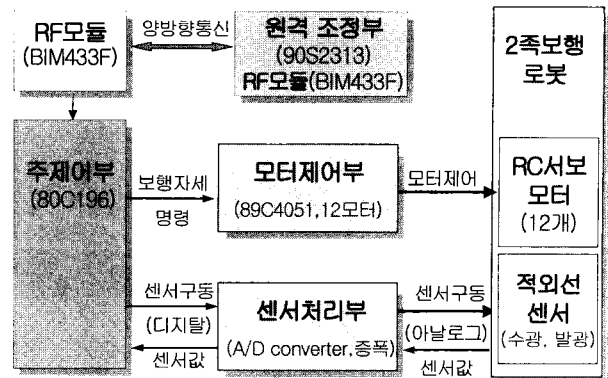 RF모듈
(BIM433F)
양방향통신
원격 조정부
(90S2313)
RF모듈(BIM433F)
2족보행
로봇
주제어부
(80C196)
보행자세
명령
모터제어부
(89C4051,12모터)
모터제어
RC서보
모터
(12개)
센서구동
(디지탈)
센서값
센서처리부
(A/D converter,증폭)
센서구동
(아날로그)
센서값
적외선
센서
(수광, 발광)